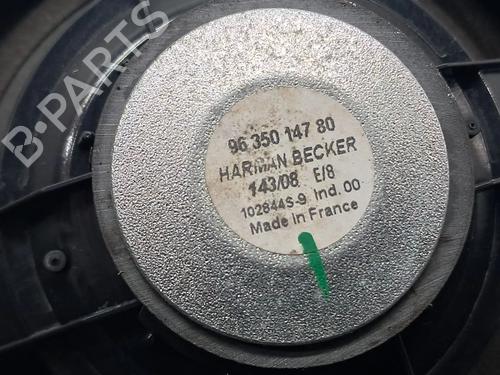 B-PARTS
96 350 147 80
HARMAN BECKER
143/08 E/8
102844S-9 Ind.00
Made in France